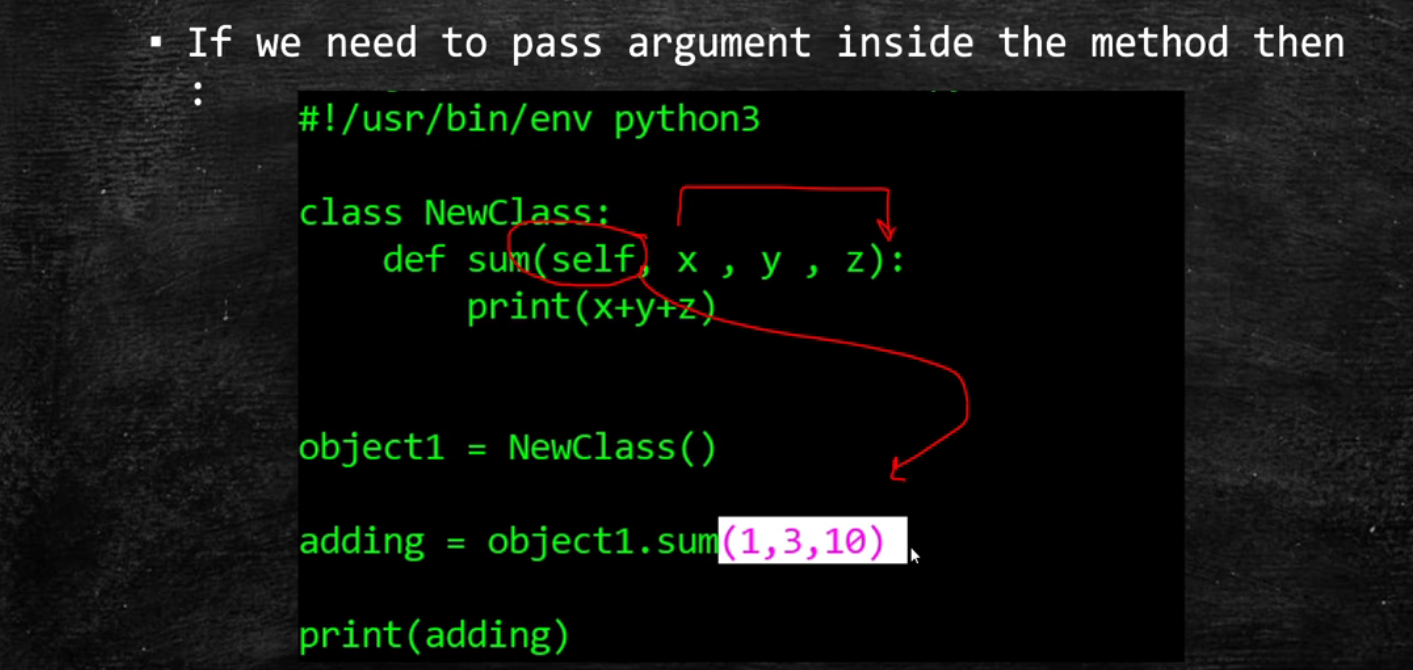 ▪ If we need to pass argument inside the method then
:
#!/usr/bin/env python3
class NewClass:
    def sum(self, x , y , z):
        print(x+y+z)
object1 = NewClass()
adding = object1.sum(1,3,10)
print(adding)